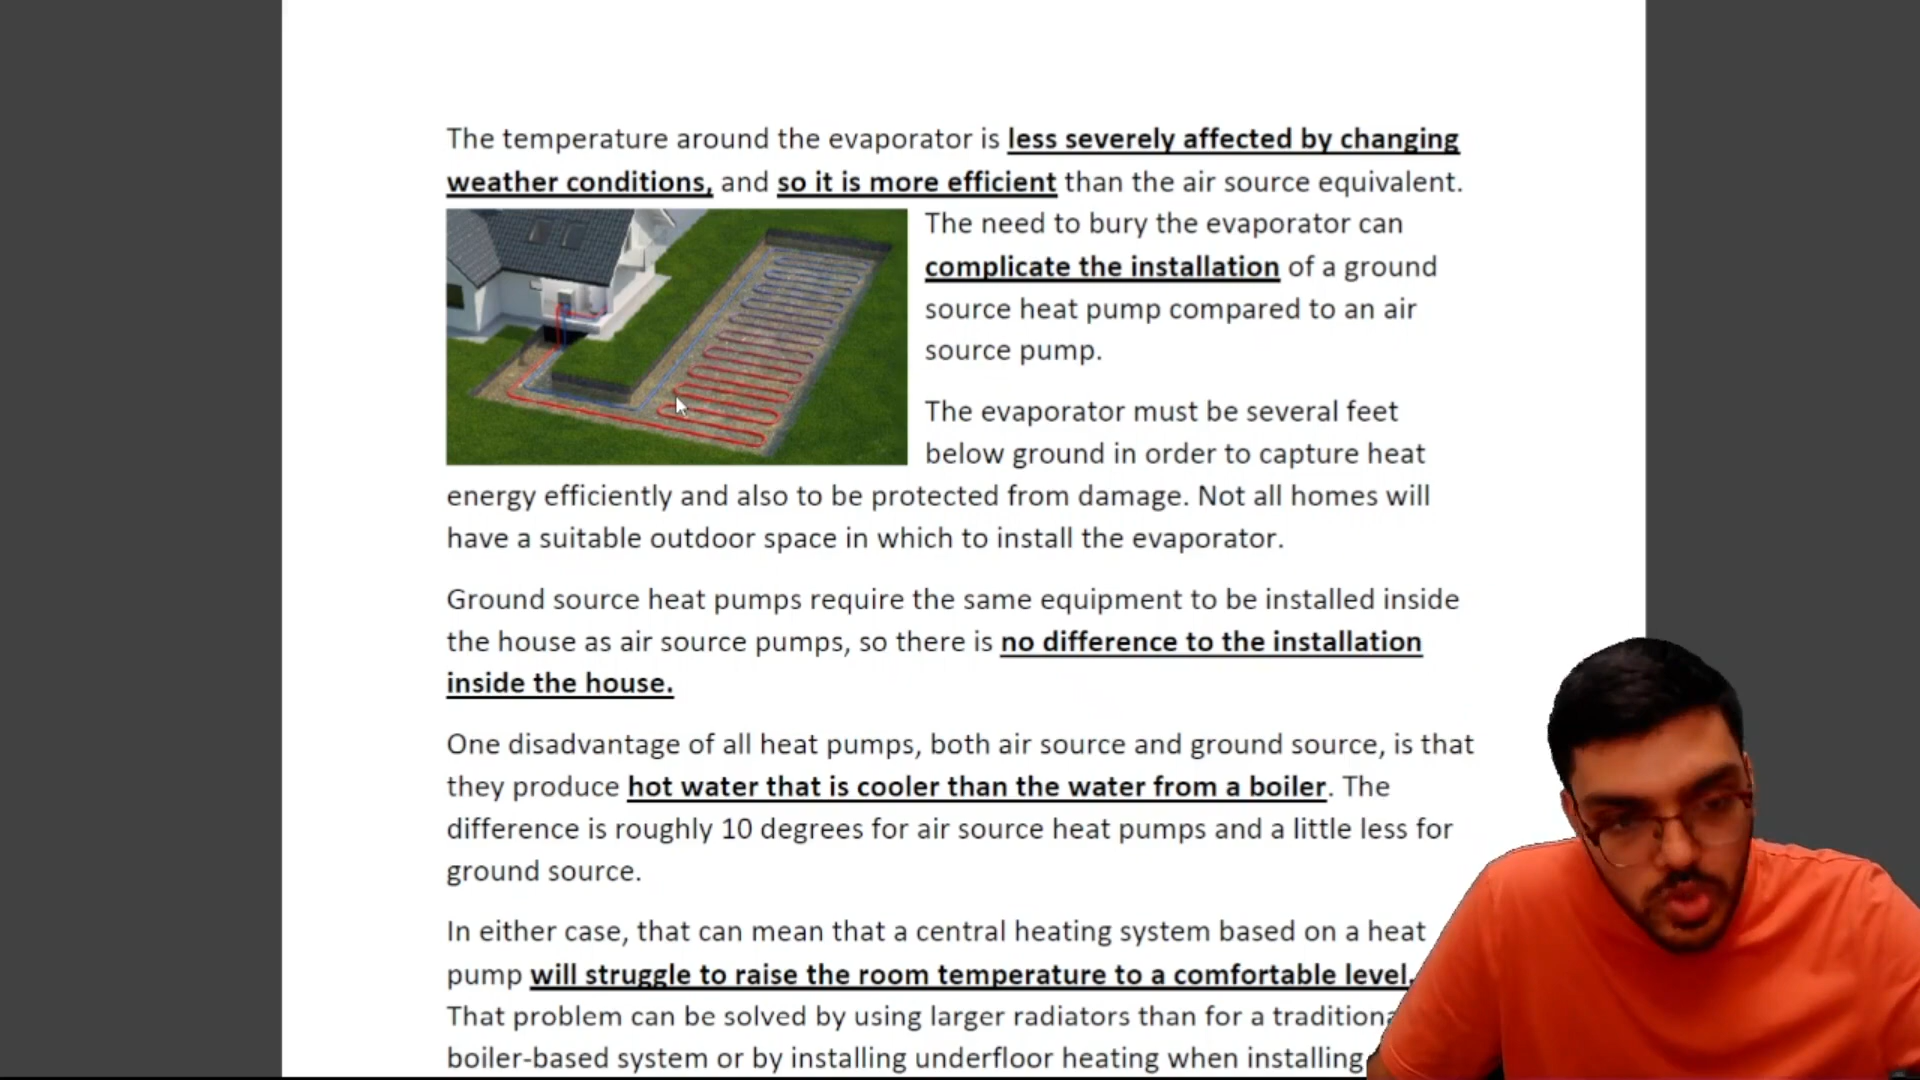 The temperature around the evaporator is less severely affected by changing
weather conditions, and so it is more efficient than the air source equivalent.
The need to bury the evaporator can
complicate the installation of a ground
source heat pump compared to an air
source pump.
The evaporator must be several feet
below ground in order to capture heat
energy efficiently and also to be protected from damage. Not all homes will
have a suitable outdoor space in which to install the evaporator.
Ground source heat pumps require the same equipment to be installed inside
the house as air source pumps, so there is no difference to the installation
inside the house.
One disadvantage of all heat pumps, both air source and ground source, is that
they produce hot water that is cooler than the water from a boiler. The
difference is roughly 10 degrees for air source heat pumps and a little less for
ground source.
In either case, that can mean that a central heating system based on a heat
pump will struggle to raise the room temperature to a comfortable level.
That problem can be solved by using larger radiators than for a
boiler-based system or by installing underfloor heating when installing